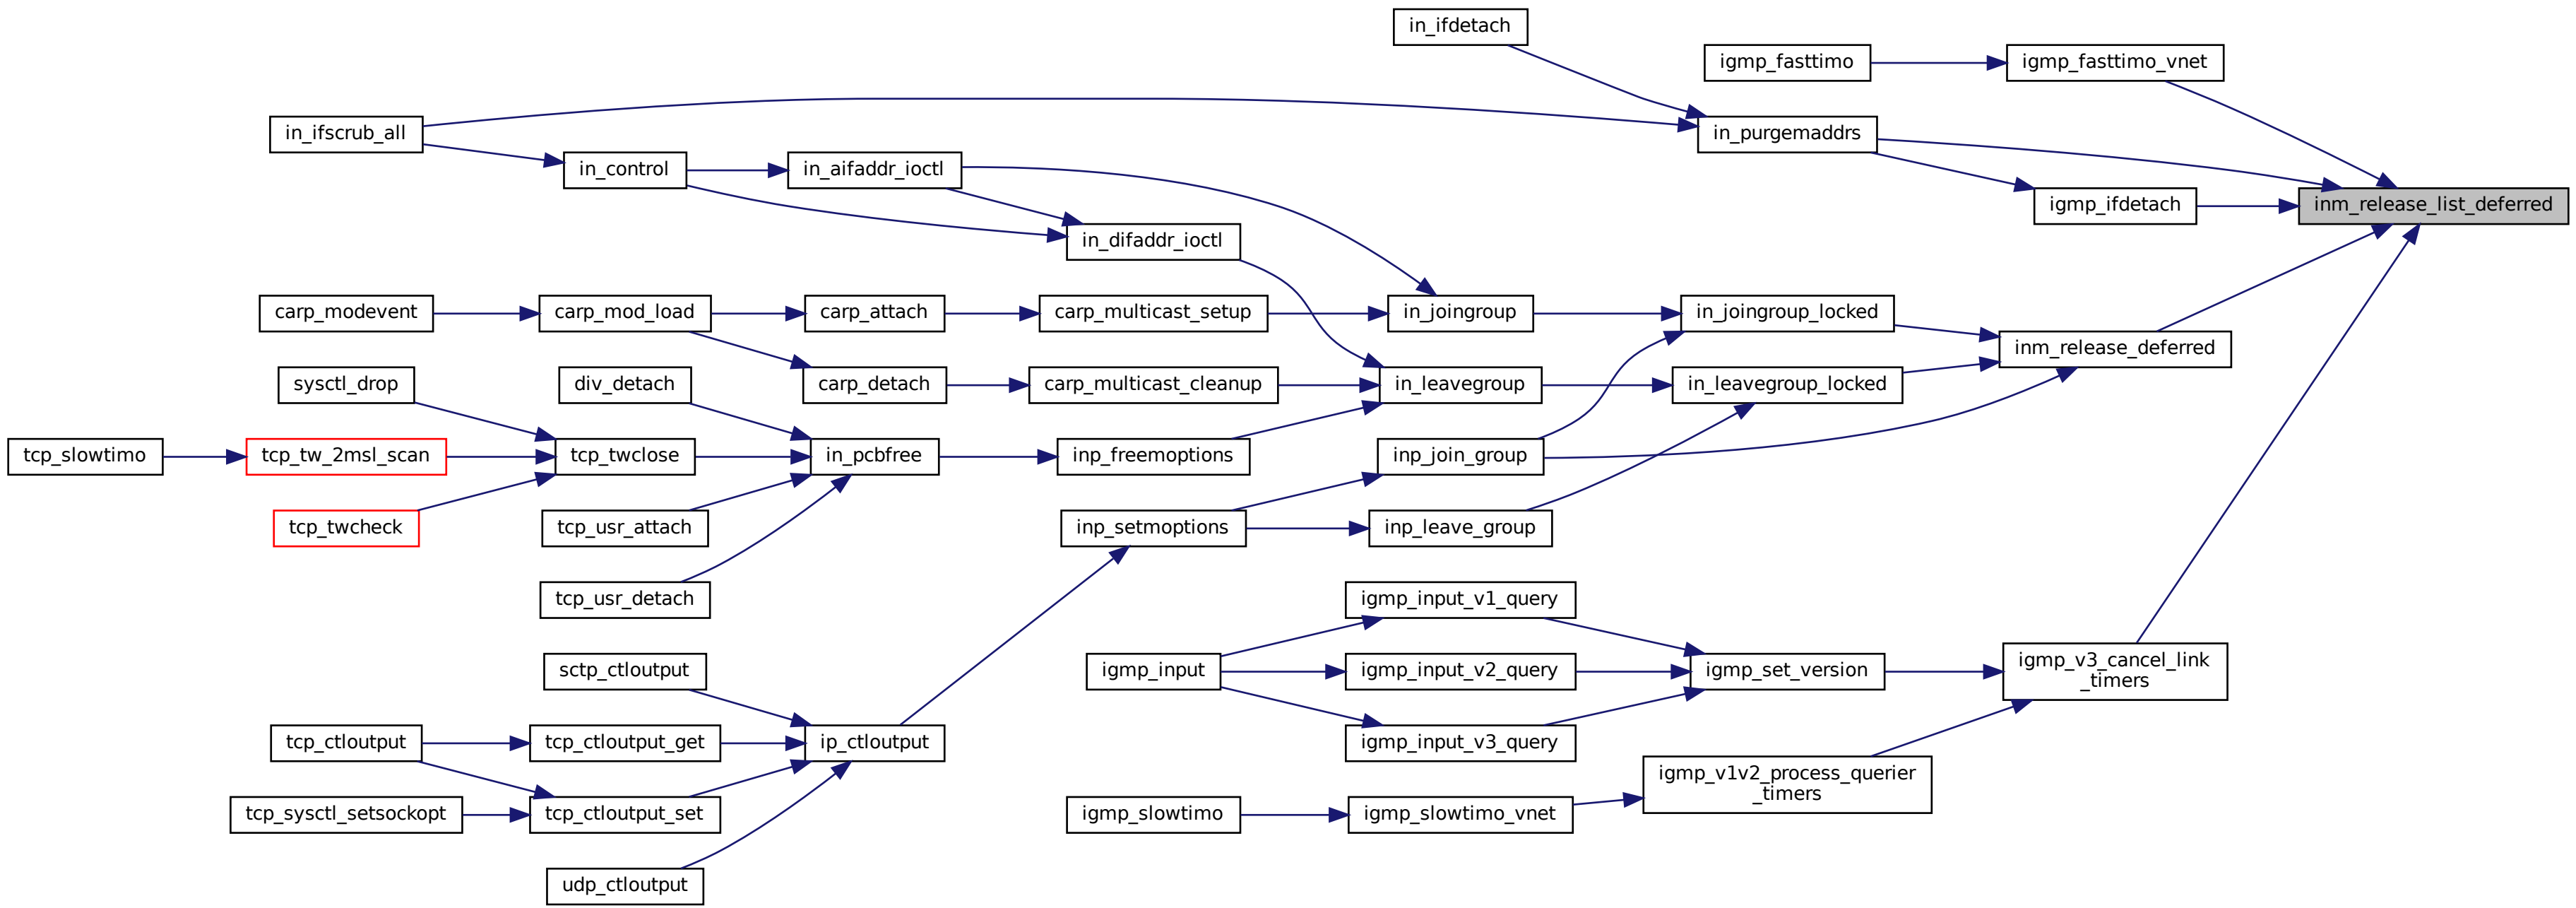 in_ifdetach
igmp_fasttimo
igmp_fasttimo_vnet
in_ifscrub_all
in_purgemaddrs
in_control
in_aifaddr_ioctl
igmp_ifdetach
inm_release_list_deferred
in_difaddr_ioctl
carp_modevent
carp_mod_load
carp_attach
carp_multicast_setup
in_joingroup
in_joingroup_locked
inm_release_deferred
sysctl_drop
div_detach
carp_detach
carp_multicast_cleanup
in_leavegroup
in_leavegroup_locked
tcp_slowtimo
tcp_tw_2msl_scan
tcp_twclose
in_pcbfree
inp_freemoptions
inp_join_group
tcp_twcheck
tcp_usr_attach
inp_setmoptions
inp_leave_group
tcp_usr_detach
igmp_input_v1_query
sctp_ctloutput
igmp_input
igmp_input_v2_query
igmp_set_version
igmp_v3_cancel_link
_timers
tcp_ctloutput
tcp_ctloutput_get
ip_ctloutput
igmp_input_v3_query
igmp_v1v2_process_querier
_timers
tcp_sysctl_setsockopt
tcp_ctloutput_set
igmp_slowtimo
igmp_slowtimo_vnet
udp_ctloutput